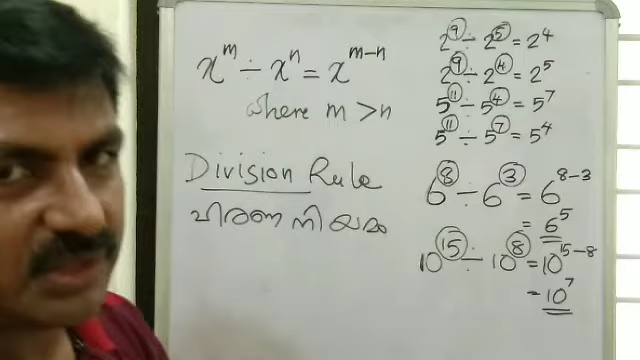 x^m ÷ x^n = x^(m-n)
where m > n
Division Rule
ഹരണ നിയമം
2^9 ÷ 2^5 = 2^4
2^9 ÷ 2^4 = 2^5
5^11 ÷ 5^4 = 5^7
5^11 ÷ 5^7 = 5^4
6^8 ÷ 6^3 = 6^(8-3)
= 6^5
10^15 ÷ 10^8 = 10^(15-8)
= 10^7